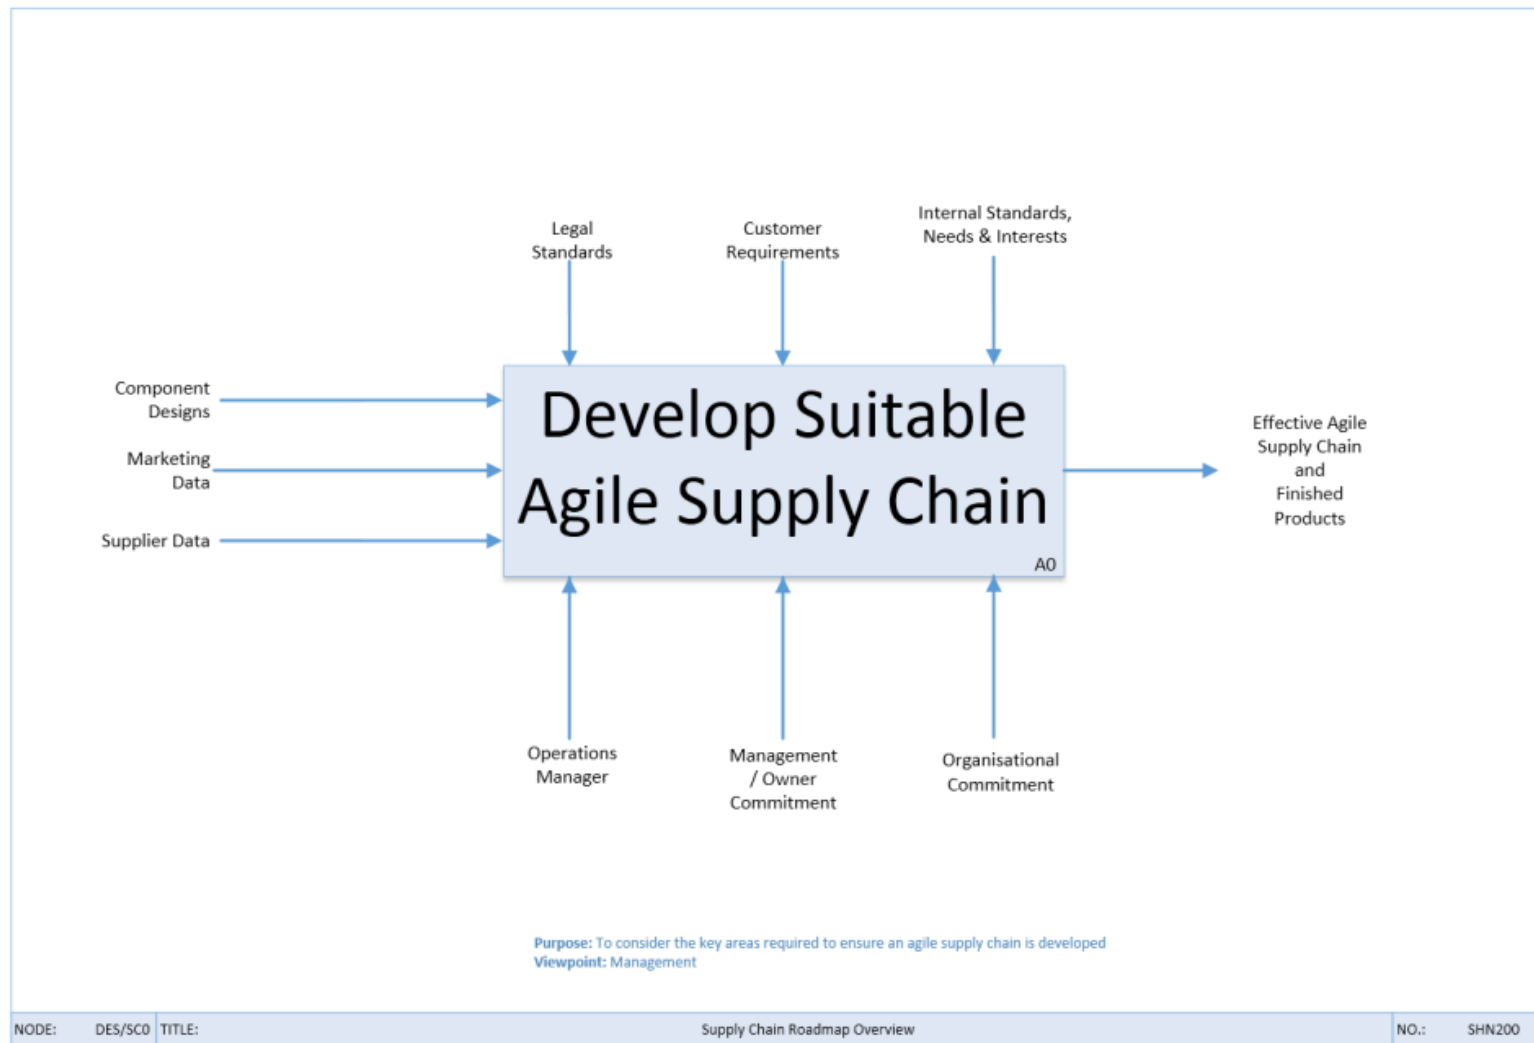 Legal
Standards
Customer
Requirements
Internal Standards,
Needs & Interests
Component
Designs
Marketing
Data
Supplier Data
Develop Suitable
Agile Supply Chain
A0
Effective Agile
Supply Chain
and
Finished
Products
Operations
Manager
Management
/ Owner
Commitment
Organisational
Commitment
Purpose: To consider the key areas required to ensure an agile supply chain is developed
Viewpoint: Management
NODE: DES/SC0 TITLE: Supply Chain Roadmap Overview NO.: SHN200